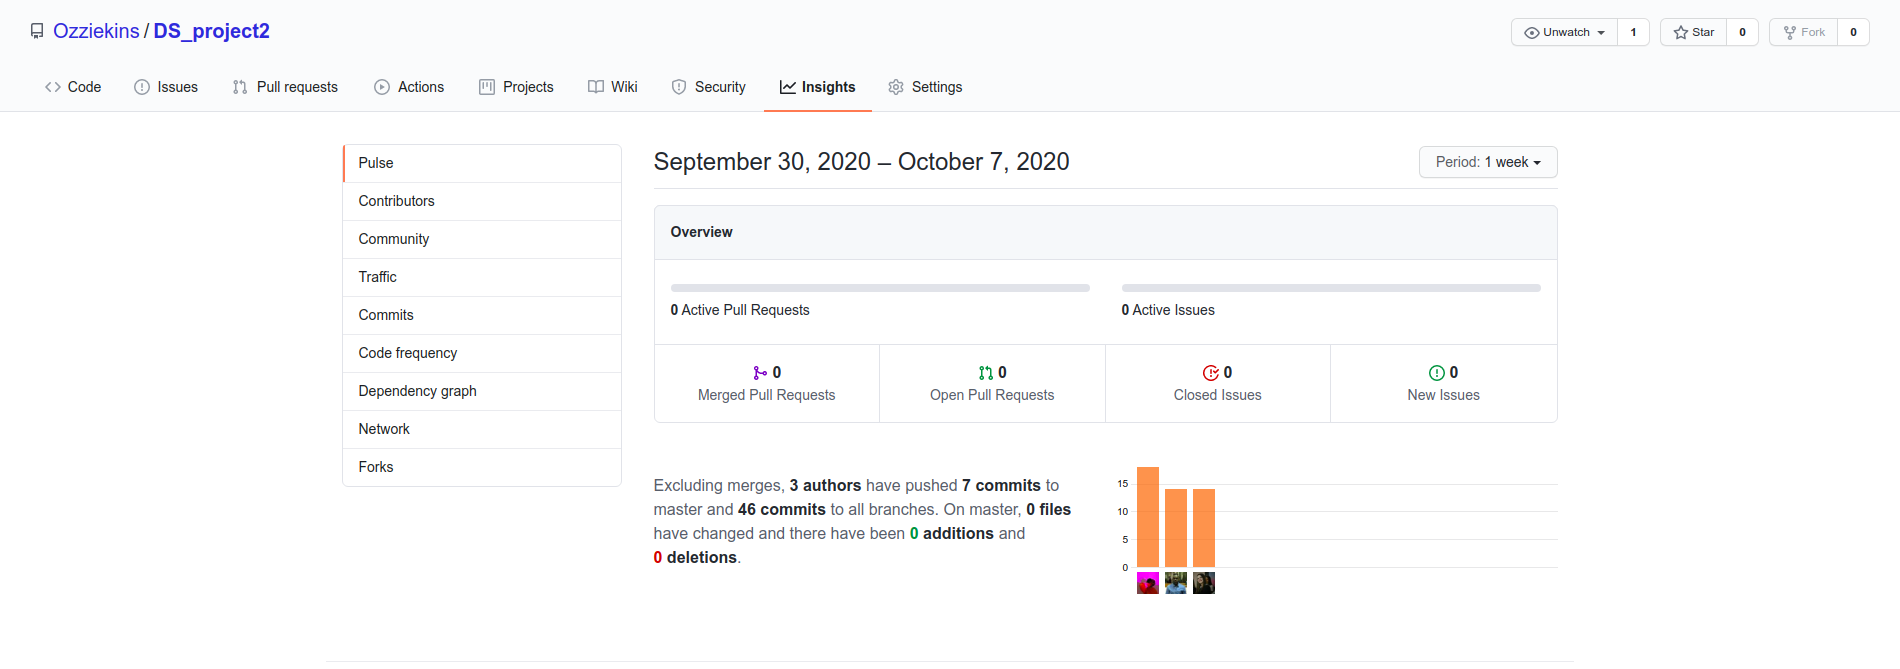 Ozziekins / DS_project2
Unwatch 1 Star 0 Fork 0
Code Issues Pull requests Actions Projects Wiki Security Insights Settings
Pulse
Contributors
Community
Traffic
Commits
Code frequency
Dependency graph
Network
Forks
September 30, 2020 – October 7, 2020
Period: 1 week
Overview
0 Active Pull Requests
0 Active Issues
0
Merged Pull Requests
0
Open Pull Requests
0
Closed Issues
0
New Issues
Excluding merges, 3 authors have pushed 7 commits to
master and 46 commits to all branches. On master, 0 files
have changed and there have been 0 additions and
0 deletions.
15
10
5
0